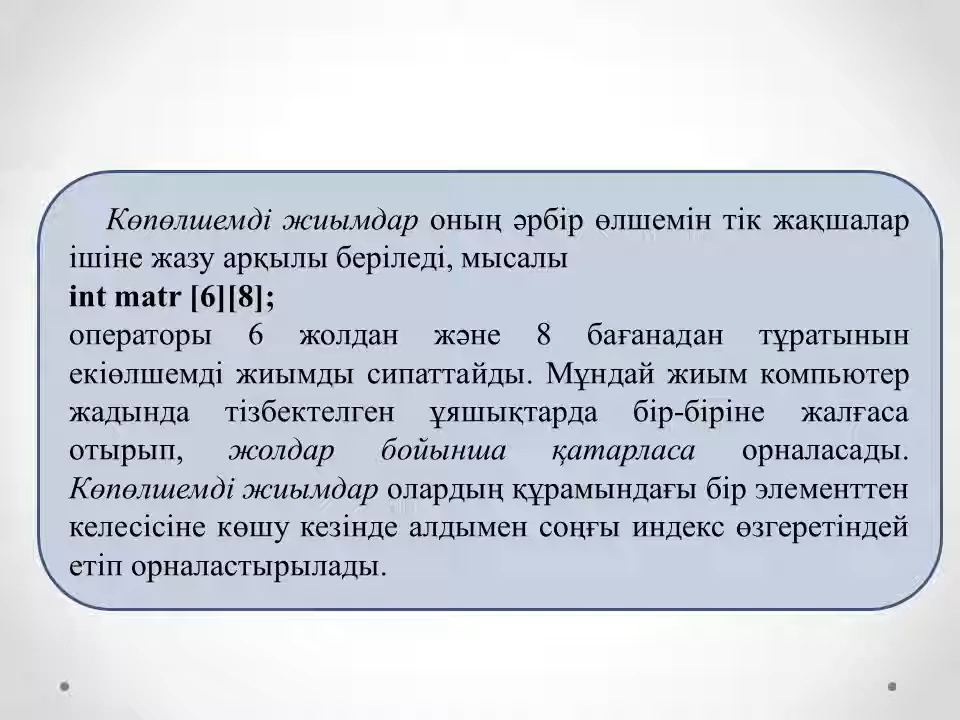 Көпөлшемді жиымдар оның әрбір өлшемін тік жақшалар
ішіне жазу арқылы беріледі, мысалы
int matr [6][8];
операторы 6 жолдан және 8 бағанадан тұратынын
екіөлшемді жиымды сипаттайды. Мұндай жиым компьютер
жадында тізбектелген ұяшықтарда бір-біріне жалғаса
отырып, жолдар бойынша қатарласа орналасады.
Көпөлшемді жиымдар олардың құрамындағы бір элементтен
келесісіне көшу кезінде алдымен соңғы индекс өзгеретіндей
етіп орналастырылады.